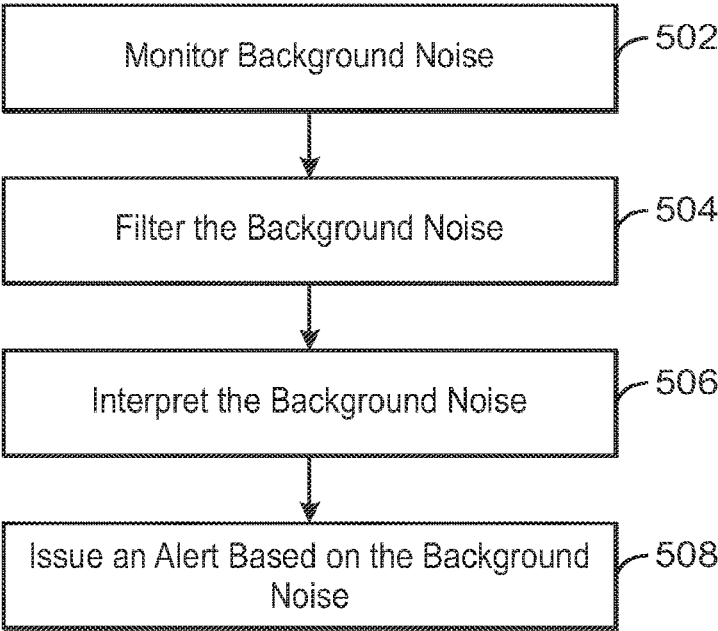 Monitor Background Noise
502
Filter the Background Noise
504
Interpret the Background Noise
506
Issue an Alert Based on the Background
Noise
508